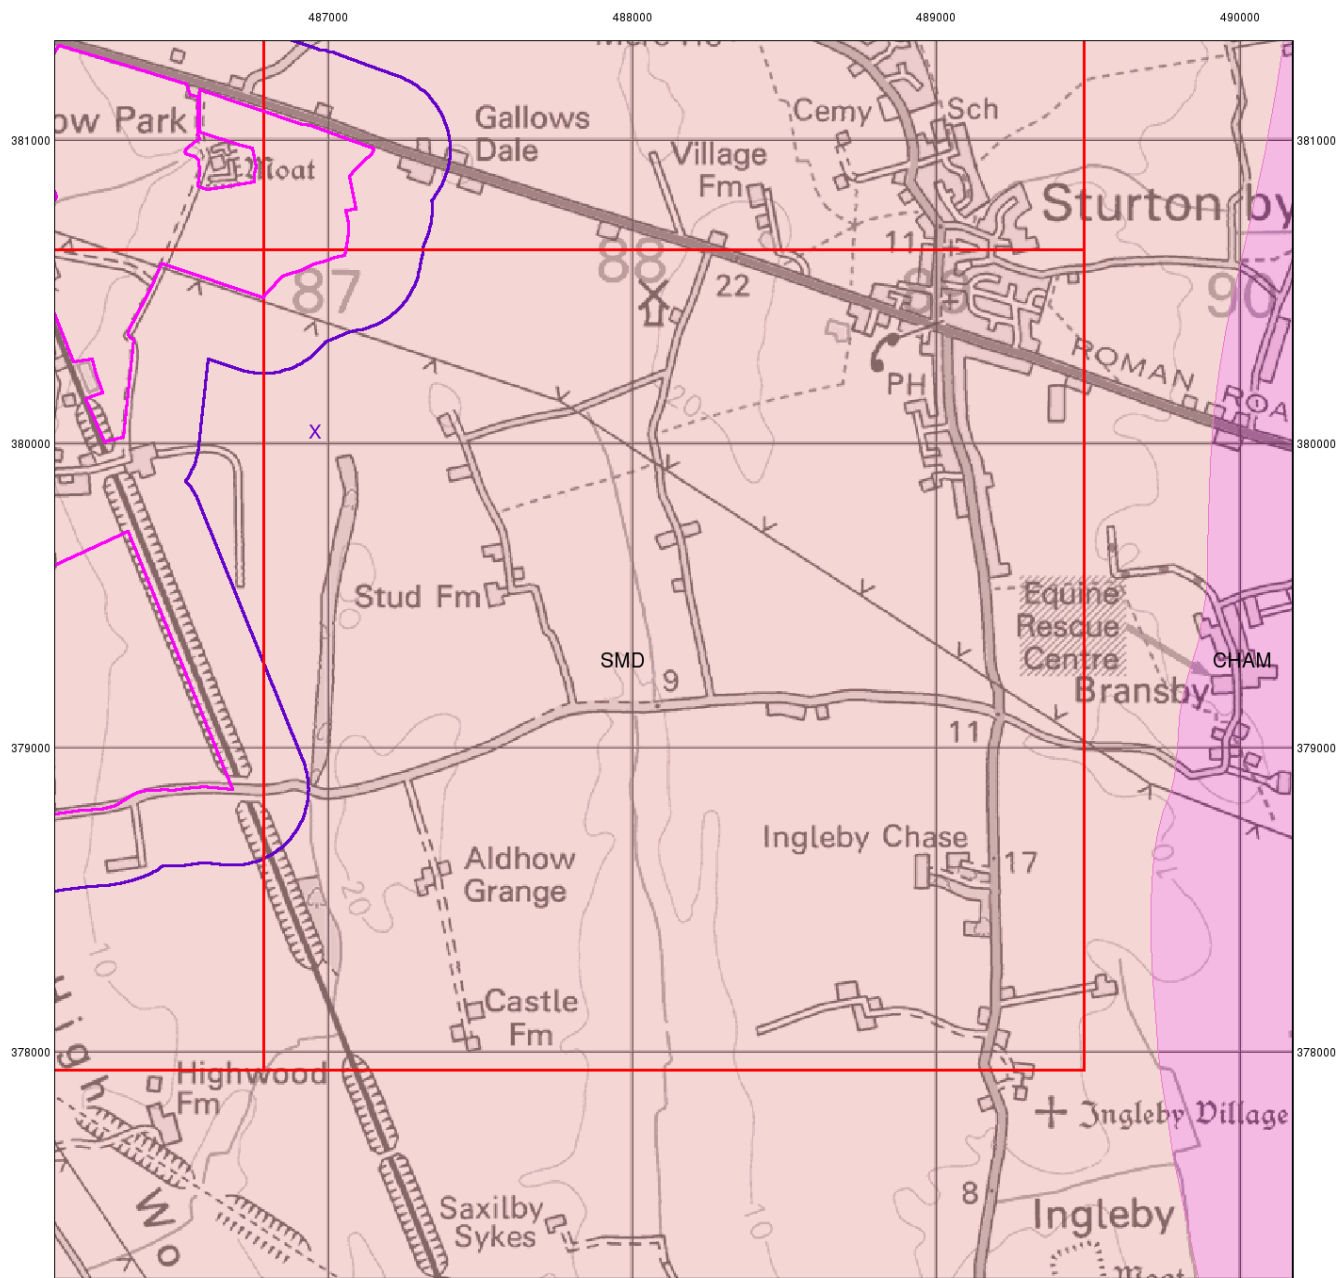 487000 488000 489000 490000
381000 381000
380000 380000
379000 379000
378000 378000
ow Park
Moat
Gallows
Dale
Cemy
Sch
Village
Fm
Sturton by
11
88
87
22
90
ROMAN
ROA
PH
20
X
Stud Fm
Equine
Rescue
Centre
SMD
CHAM
Bransby
9
11
Ingleby Chase
17
10
Aldhow
Grange
20
10
Castle
Fm
High
Wo
Highwood
Fm
Ingleby Village
8
Saxilby
Sykes
10
Ingleby
Moat